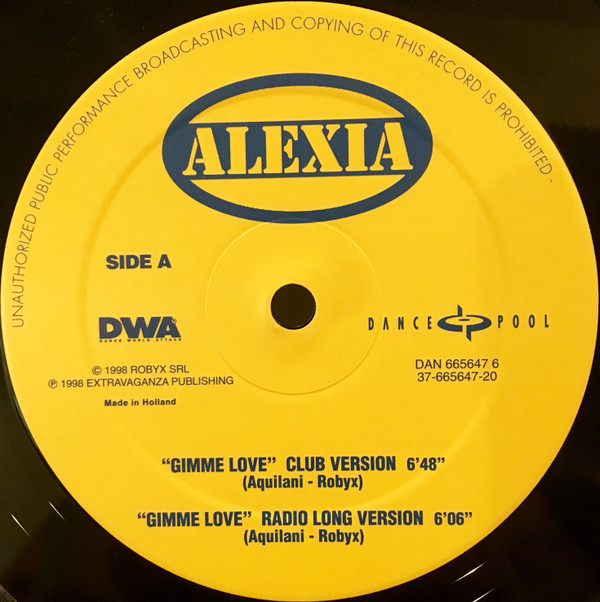 UNAUTHORIZED PUBLIC PERFORMANCE BROADCASTING AND COPYING OF THIS RECORD IS PROHIBITED -
ALEXIA
SIDE A
DWA
DANCE WORLD ATTACK
DANCE POOL
© 1998 ROBYX SRL
℗ 1998 EXTRAVAGANZA PUBLISHING
Made in Holland
DAN 665647 6
37-665647-20
“GIMME LOVE” CLUB VERSION 6’48”
(Aquilani - Robyx)
“GIMME LOVE” RADIO LONG VERSION 6’06”
(Aquilani - Robyx)